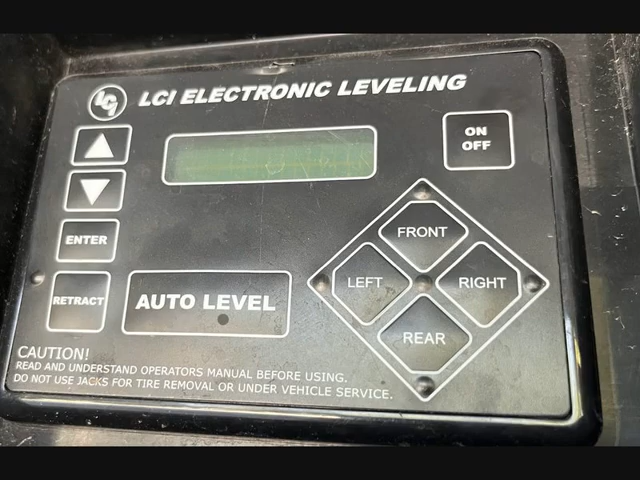 LCI
LCI ELECTRONIC LEVELING
ON
OFF
ENTER
FRONT
LEFT
RIGHT
RETRACT
AUTO LEVEL
REAR
CAUTION!
READ AND UNDERSTAND OPERATORS MANUAL BEFORE USING.
DO NOT USE JACKS FOR TIRE REMOVAL OR UNDER VEHICLE SERVICE.